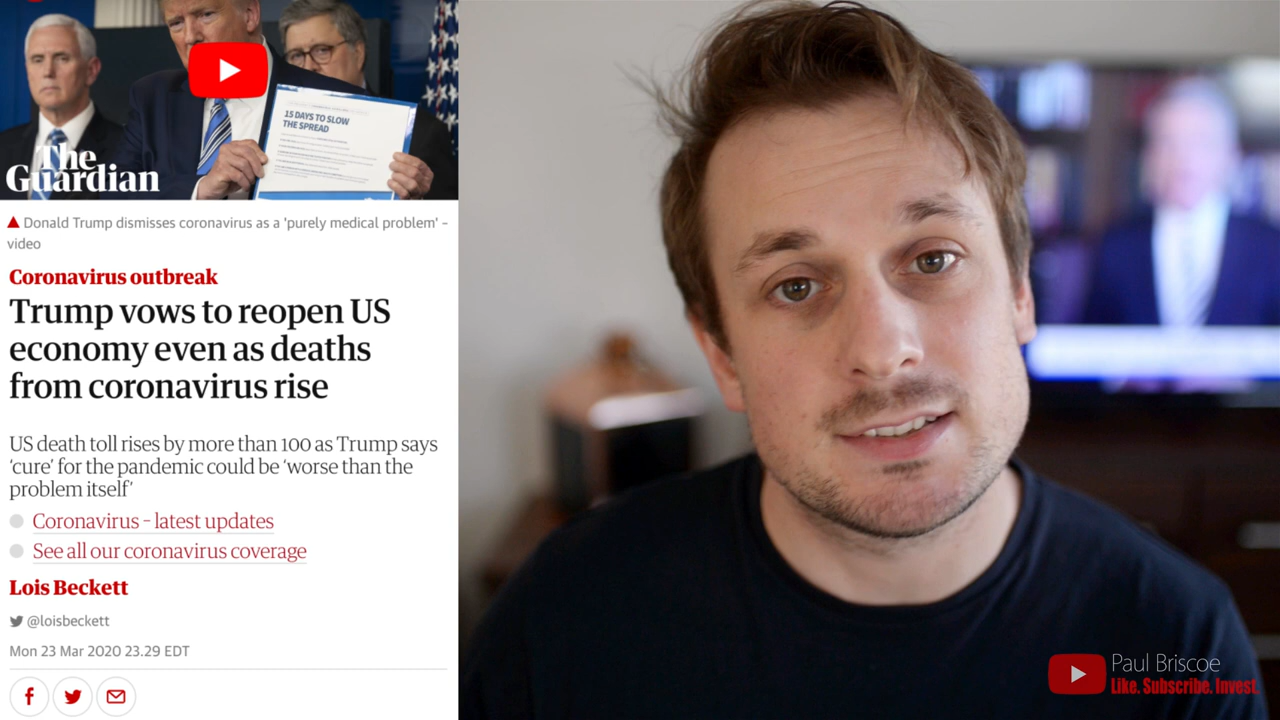 15 DAYS TO SLOW
THE SPREAD
The
Guardian
Donald Trump dismisses coronavirus as a 'purely medical problem' –
video
Coronavirus outbreak
Trump vows to reopen US
economy even as deaths
from coronavirus rise
US death toll rises by more than 100 as Trump says
‘cure’ for the pandemic could be ‘worse than the
problem itself’
Coronavirus – latest updates
See all our coronavirus coverage
Lois Beckett
@loisbeckett
Mon 23 Mar 2020 23.29 EDT
Paul Briscoe
Like. Subscribe. Invest.